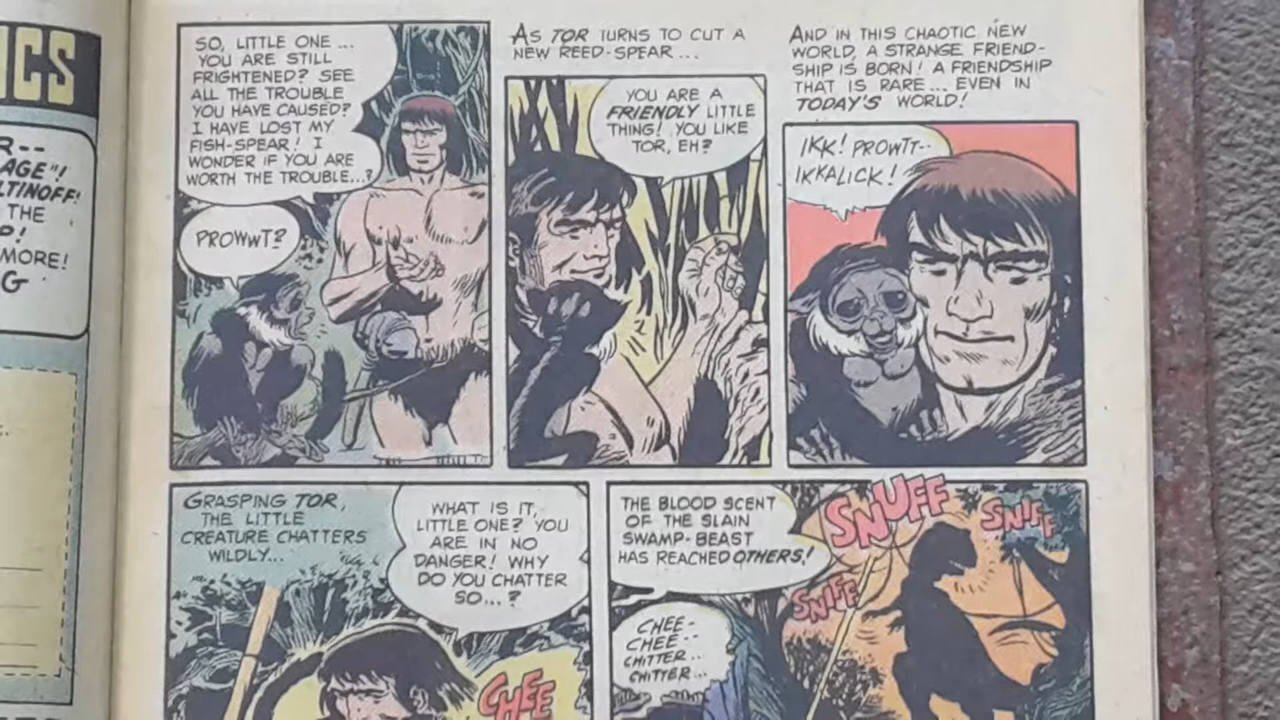 ICS
R--
AGE"!
LTINOFF!
THE
P!
MORE!
G
SO, LITTLE ONE...
YOU ARE STILL
FRIGHTENED? SEE
ALL THE TROUBLE
YOU HAVE CAUSED?
I HAVE LOST MY
FISH-SPEAR! I
WONDER IF YOU ARE
WORTH THE TROUBLE...?
PROWWT?
AS TOR TURNS TO CUT A
NEW REED-SPEAR...
YOU ARE A
FRIENDLY LITTLE
THING! YOU LIKE
TOR, EH?
AND IN THIS CHAOTIC NEW
WORLD, A STRANGE FRIEND-
SHIP IS BORN! A FRIENDSHIP
THAT IS RARE... EVEN IN
TODAY'S WORLD!
IKK! PROWTT--
IKKALICK!
GRASPING TOR,
THE LITTLE
CREATURE CHATTERS
WILDLY...
WHAT IS IT,
LITTLE ONE? YOU
ARE IN NO
DANGER! WHY
DO YOU CHATTER
SO...?
CHEE
THE BLOOD SCENT
OF THE SLAIN
SWAMP-BEAST
HAS REACHED OTHERS!
SNUFF
SNIFF
SNIFF
CHEE-
CHEE--
CHITTER...
CHITTER...